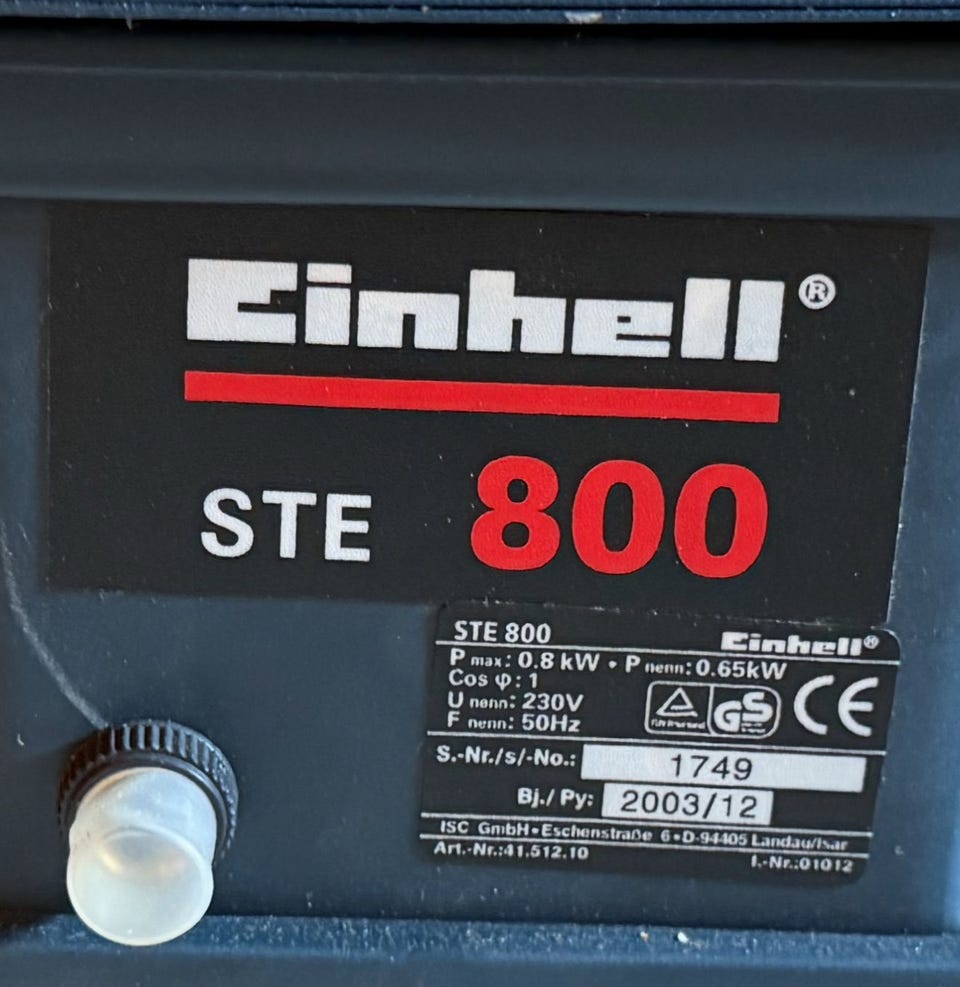 Einhell®
STE 800
STE 800 Einhell®
P max: 0.8 kW • P nenn: 0.65kW
Cos φ: 1
U nenn: 230V
F nenn: 50Hz
GS CE
S.-Nr./s/-No.: 1749
Bj./ Py: 2003/12
ISC GmbH•Eschenstraße 6•D-94405 Landau/Isar
Art.-Nr.:41.512.10 I.-Nr.:01012